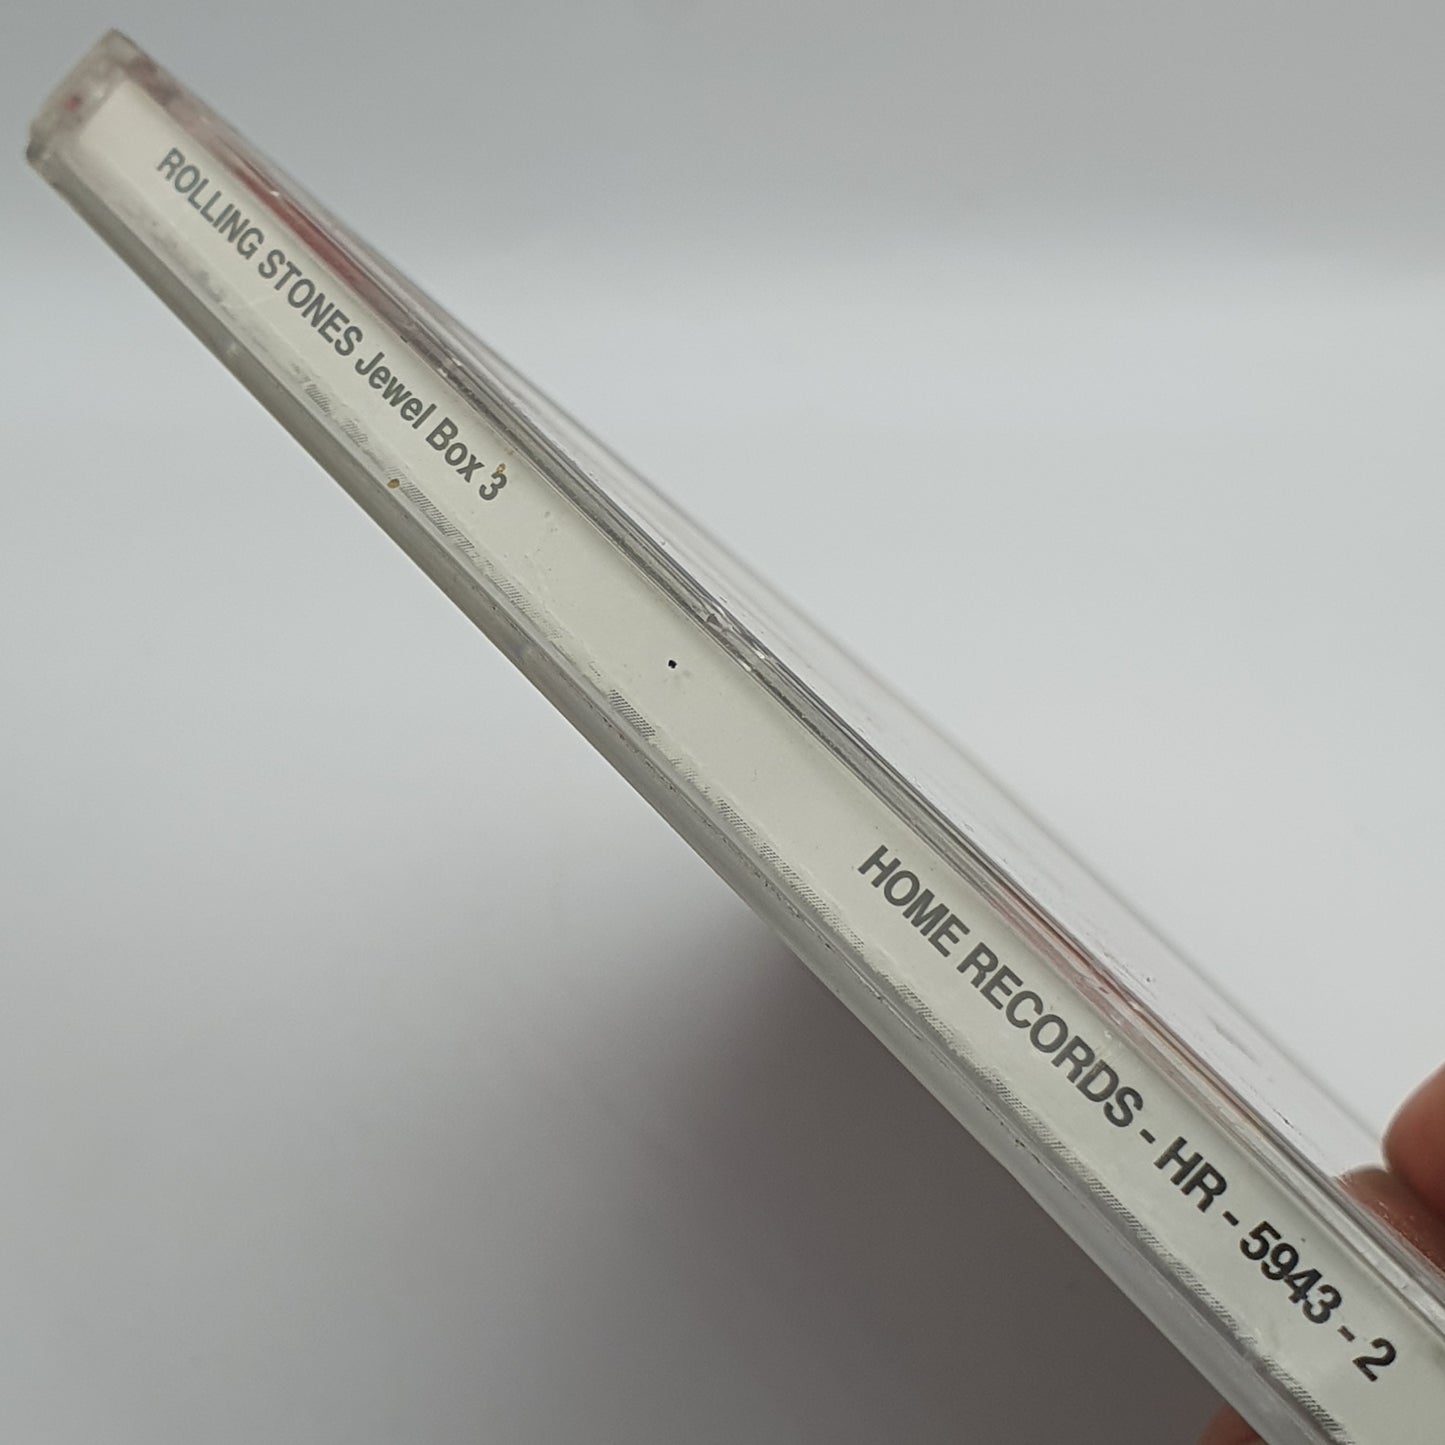 ROLLING STONES Jewel Box 3
HOME RECORDS - HR - 5943 - 2